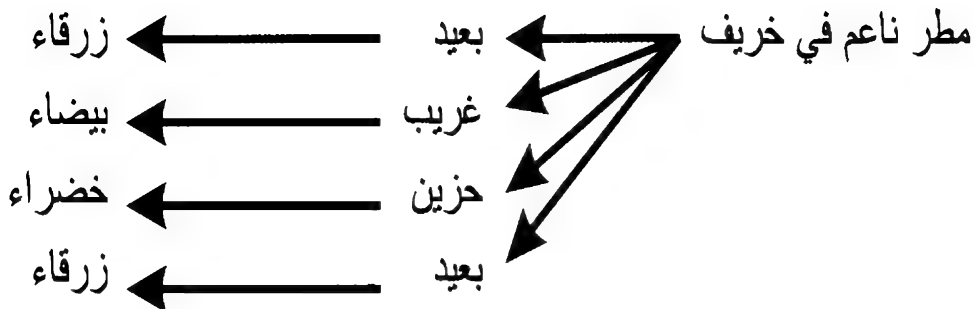 مطر ناعم في خريف بعيد زرقاء
غريب بيضاء
حزين خضراء
بعيد زرقاء